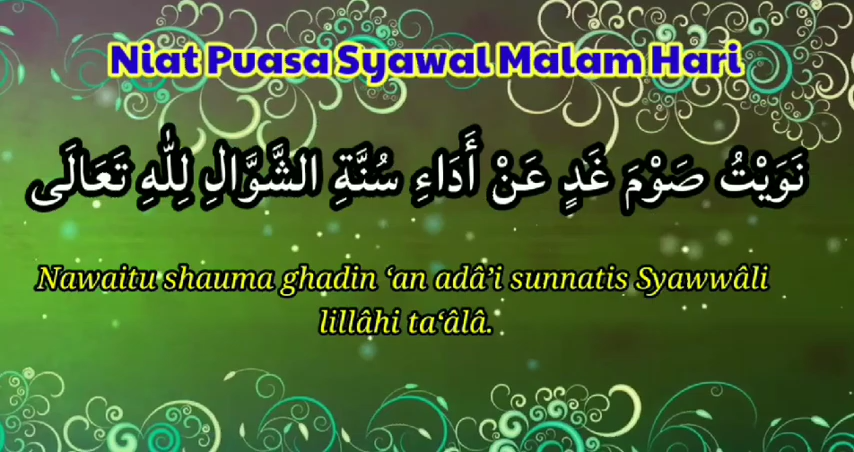 Niat Puasa Syawal Malam Hari
نَوَيْتُ صَوْمَ غَدٍ عَنْ أَدَاءِ سُنَّةِ الشَّوَّالِ لِلّٰهِ تَعَالَى
Nawaitu shauma ghadin ‘an adâ’i sunnatis Syawwâli
lillâhi ta‘âlâ.